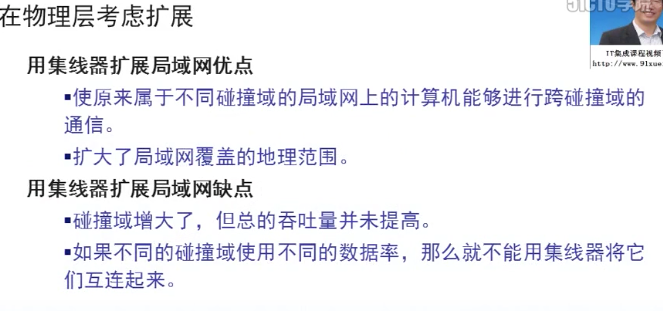 51CTO学院
在物理层考虑扩展
IT集成课程视频
http://www.91xue
用集线器扩展局域网优点
▪使原来属于不同碰撞域的局域网上的计算机能够进行跨碰撞域的
通信。
▪扩大了局域网覆盖的地理范围。
用集线器扩展局域网缺点
▪碰撞域增大了，但总的吞吐量并未提高。
▪如果不同的碰撞域使用不同的数据率，那么就不能用集线器将它
们互连起来。